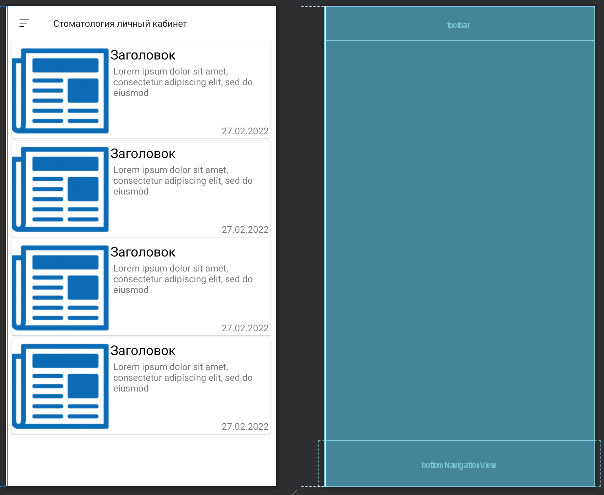 Стоматология личный кабинет
toolbar
Заголовок
Lorem ipsum dolor sit amet,
consectetur adipiscing elit, sed do
eiusmod
27.02.2022
Заголовок
Lorem ipsum dolor sit amet,
consectetur adipiscing elit, sed do
eiusmod
27.02.2022
Заголовок
Lorem ipsum dolor sit amet,
consectetur adipiscing elit, sed do
eiusmod
27.02.2022
Заголовок
Lorem ipsum dolor sit amet,
consectetur adipiscing elit, sed do
eiusmod
27.02.2022
bottomNavigationView